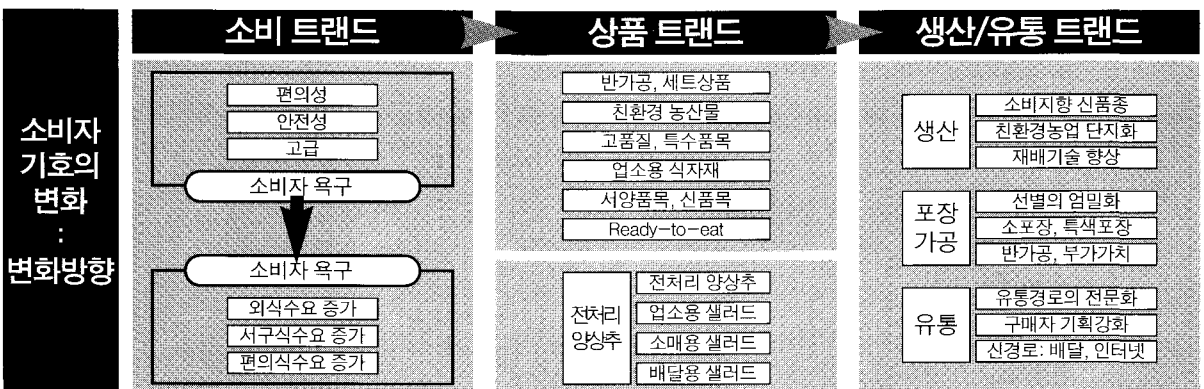 소비자
기호의
변화
:
변화방향
소비 트랜드
편의성
안전성
고급
소비자 욕구
소비자 욕구
외식수요 증가
서구식수요 증가
편의식수요 증가
상품 트랜드
반가공, 세트상품
친환경 농산물
고품질, 특수품목
업소용 식자재
서양품목, 신품목
Ready-to-eat
전처리
양상추
전처리 양상추
업소용 샐러드
소매용 샐러드
배달용 샐러드
생산/유통 트랜드
생산
소비지향 신품종
친환경농업 단지화
재배기술 향상
포장
가공
선별의 엄밀화
소포장, 특색포장
반가공, 부가가치
유통
유통경로의 전문화
구매자 기획강화
신경로: 배달, 인터넷